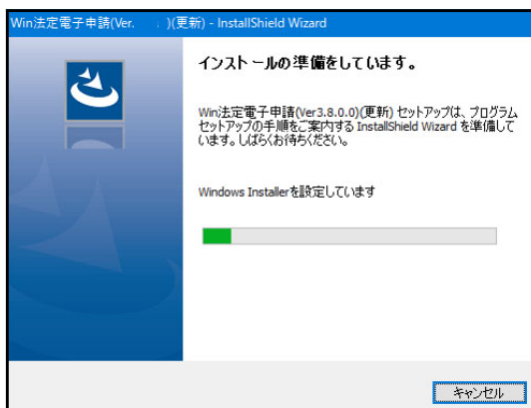 Win法定電子申請(Ver. . )(更新) - InstallShield Wizard
インストールの準備をしています。
Win法定電子申請(Ver3.8.0.0)(更新) セットアップは、プログラム
セットアップの手順をご案内する InstallShield Wizard を準備して
います。しばらくお待ちください。
Windows Installerを設定しています
キャンセル